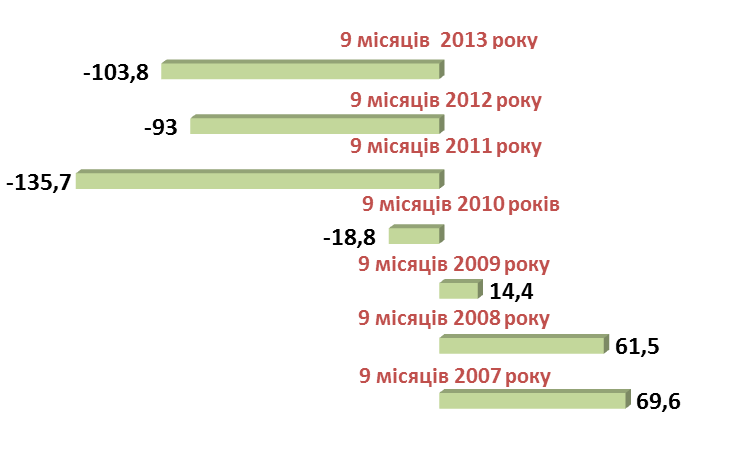 9 місяців  2013 року
-103,8
9 місяців 2012 року
-93
9 місяців 2011 року
-135,7
9 місяців 2010 років
-18,8
9 місяців 2009 року
14,4
9 місяців 2008 року
61,5
9 місяців 2007 року
69,6